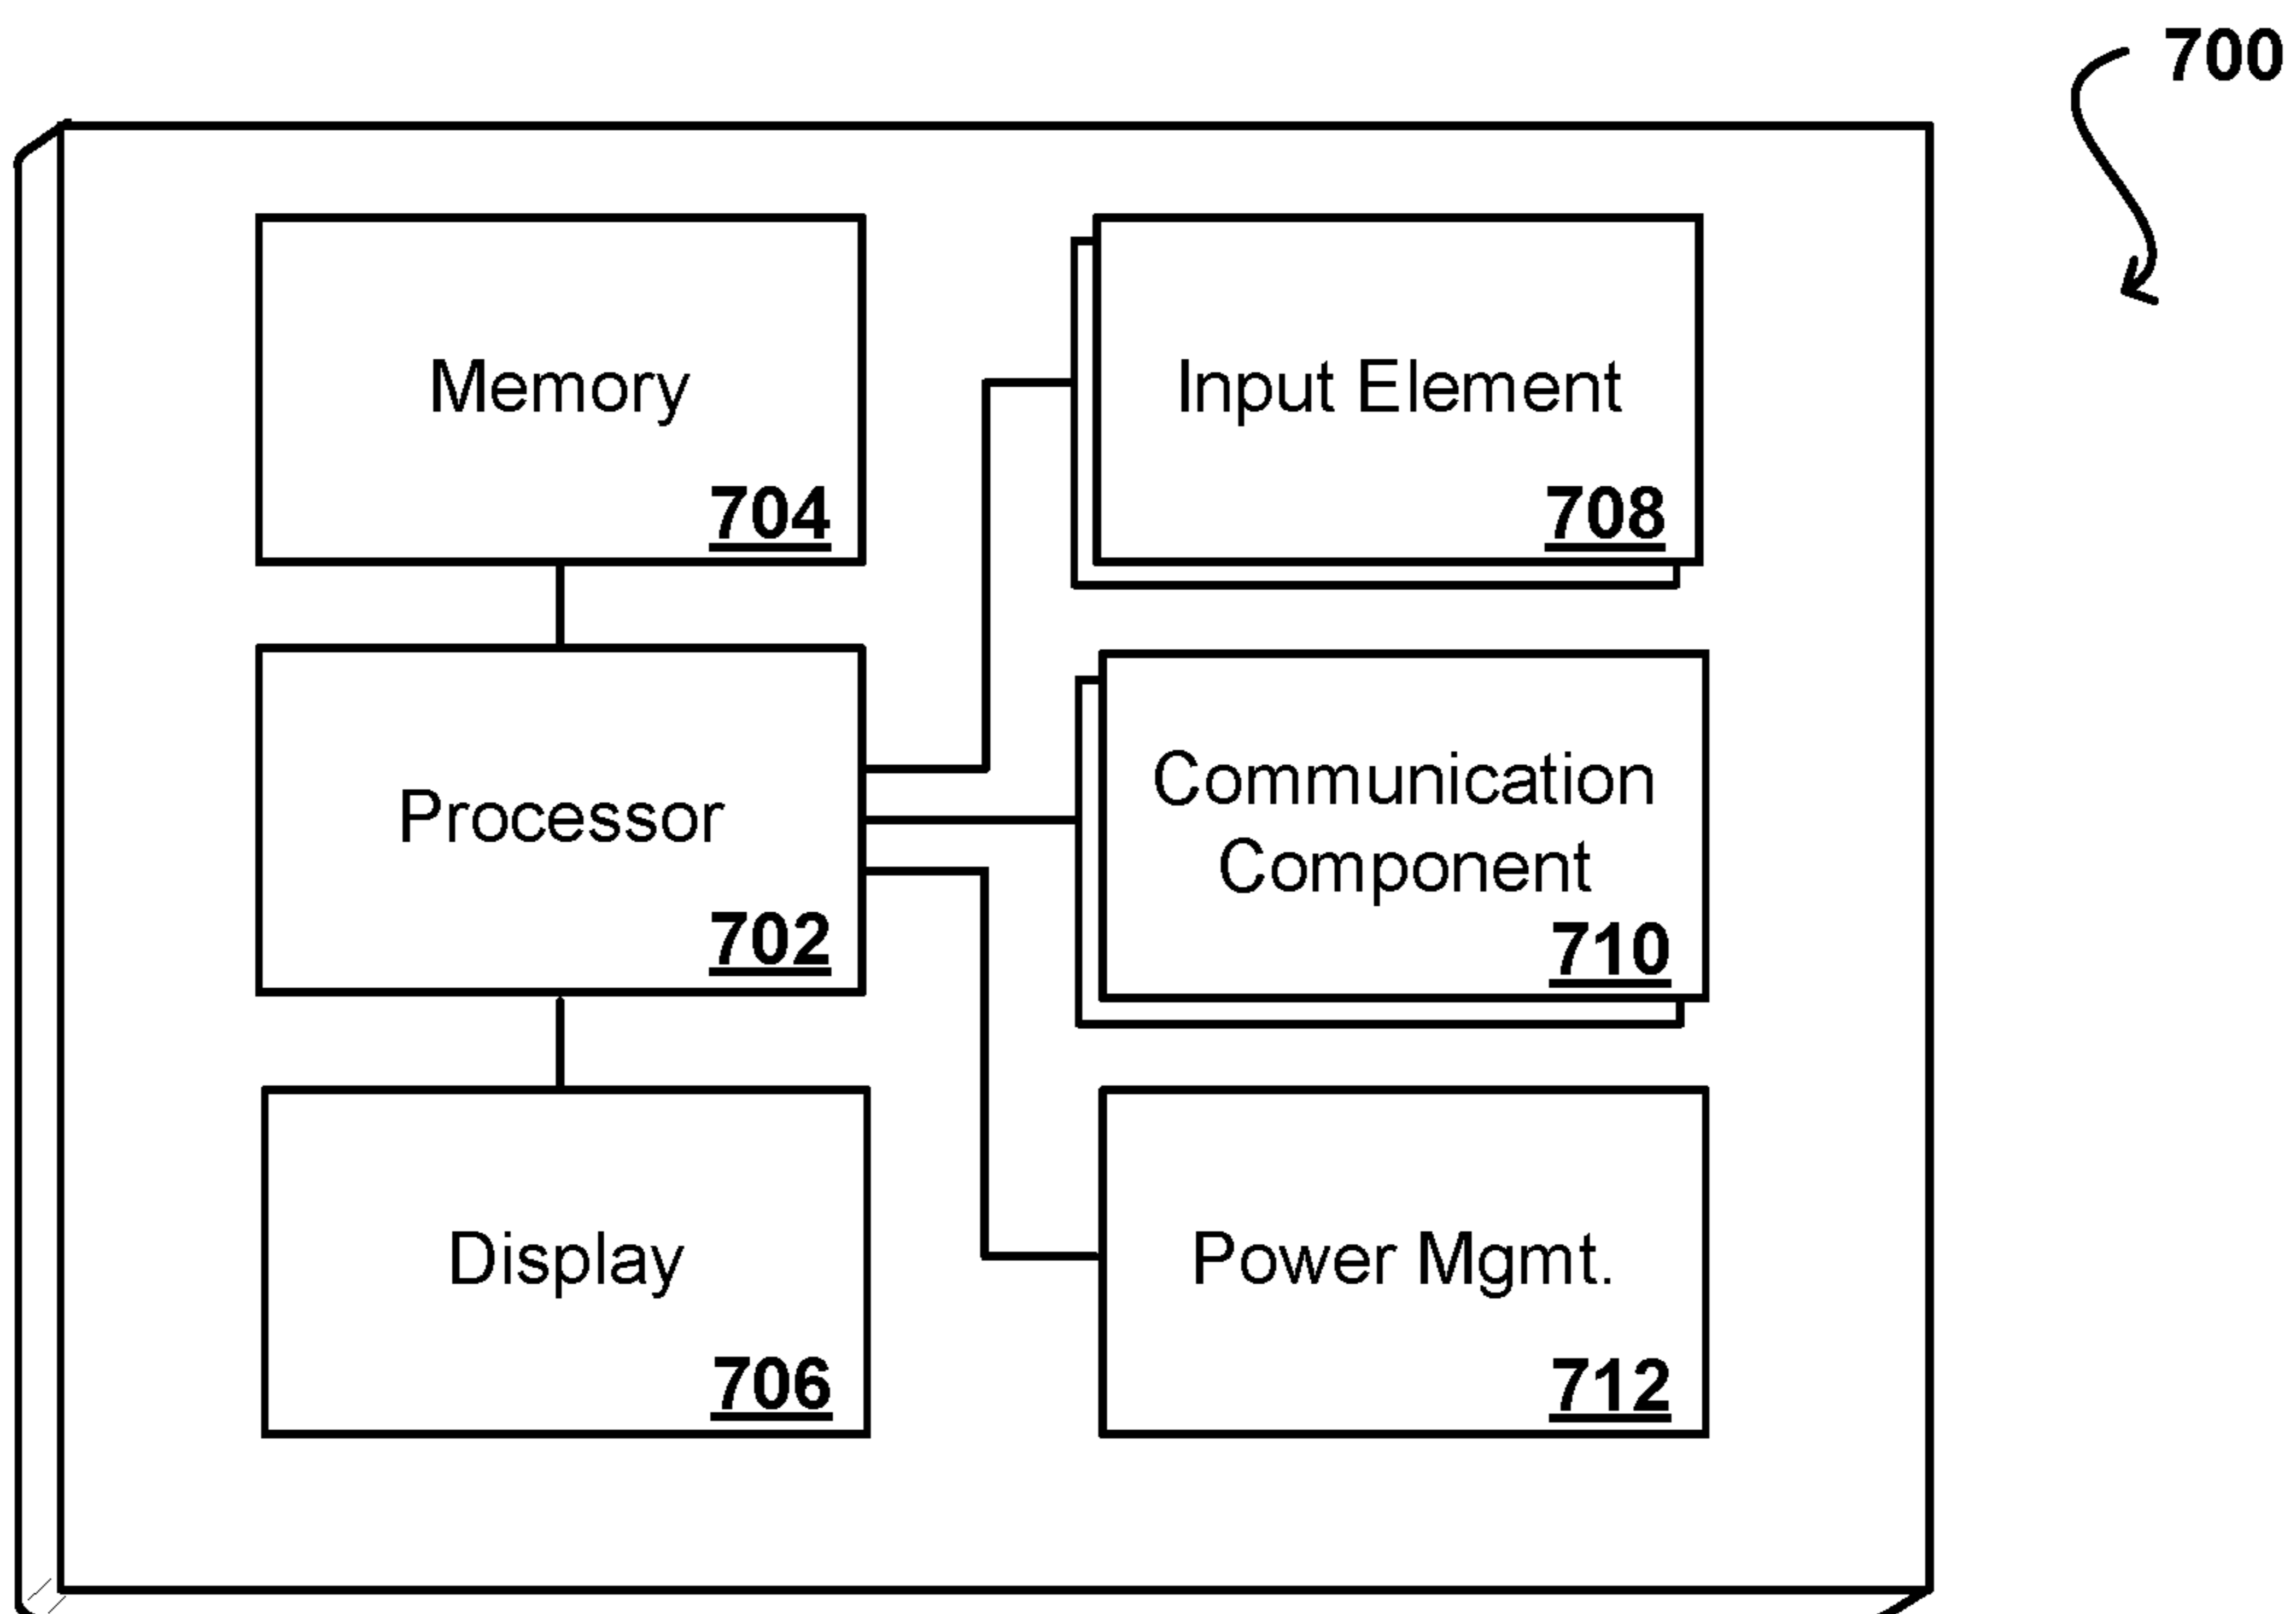 700
Memory
704
Input Element
708
Processor
702
Communication
Component
710
Display
706
Power Mgmt.
712